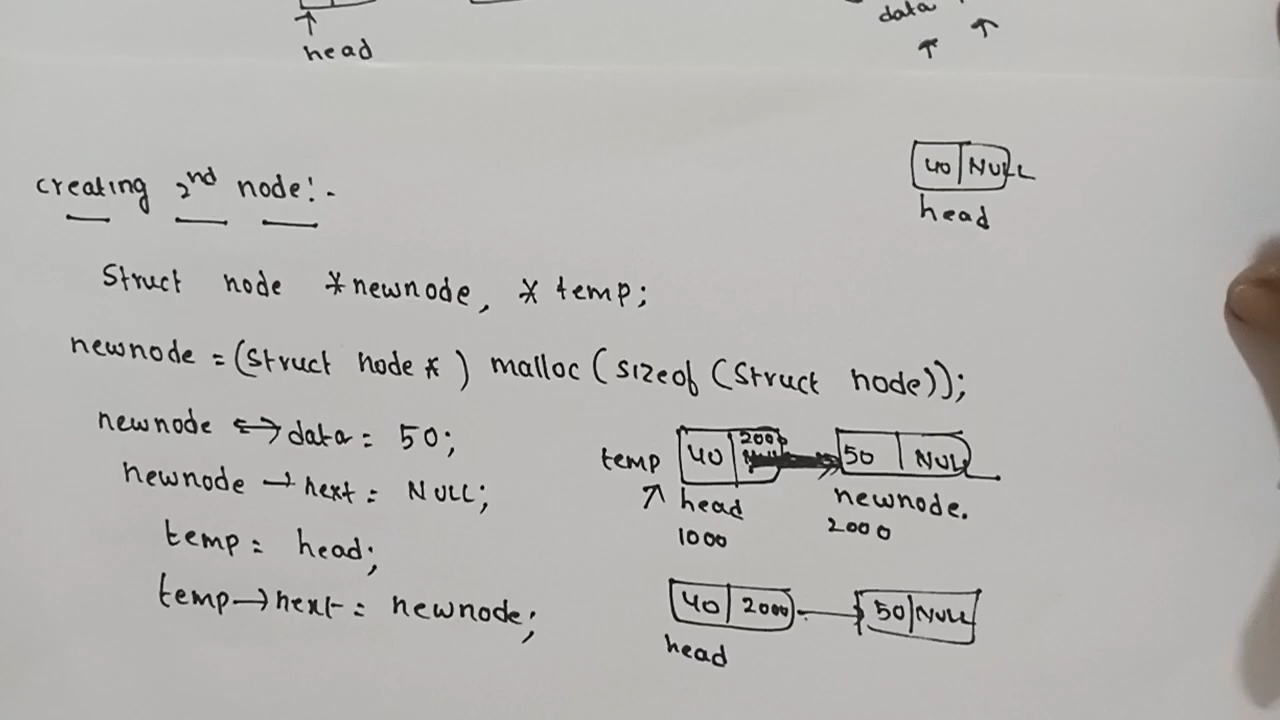 head
data
40 NULL
head
creating 2nd node:-
Struct node *newnode, * temp;
newnode = (Struct node *) malloc (sizeof (Struct node));
newnode → data = 50;
newnode → next = NULL;
temp = head;
temp → next = newnode;
temp 40 2000 50 NULL
head newnode.
1000 2000
40 2000 50 NULL
head